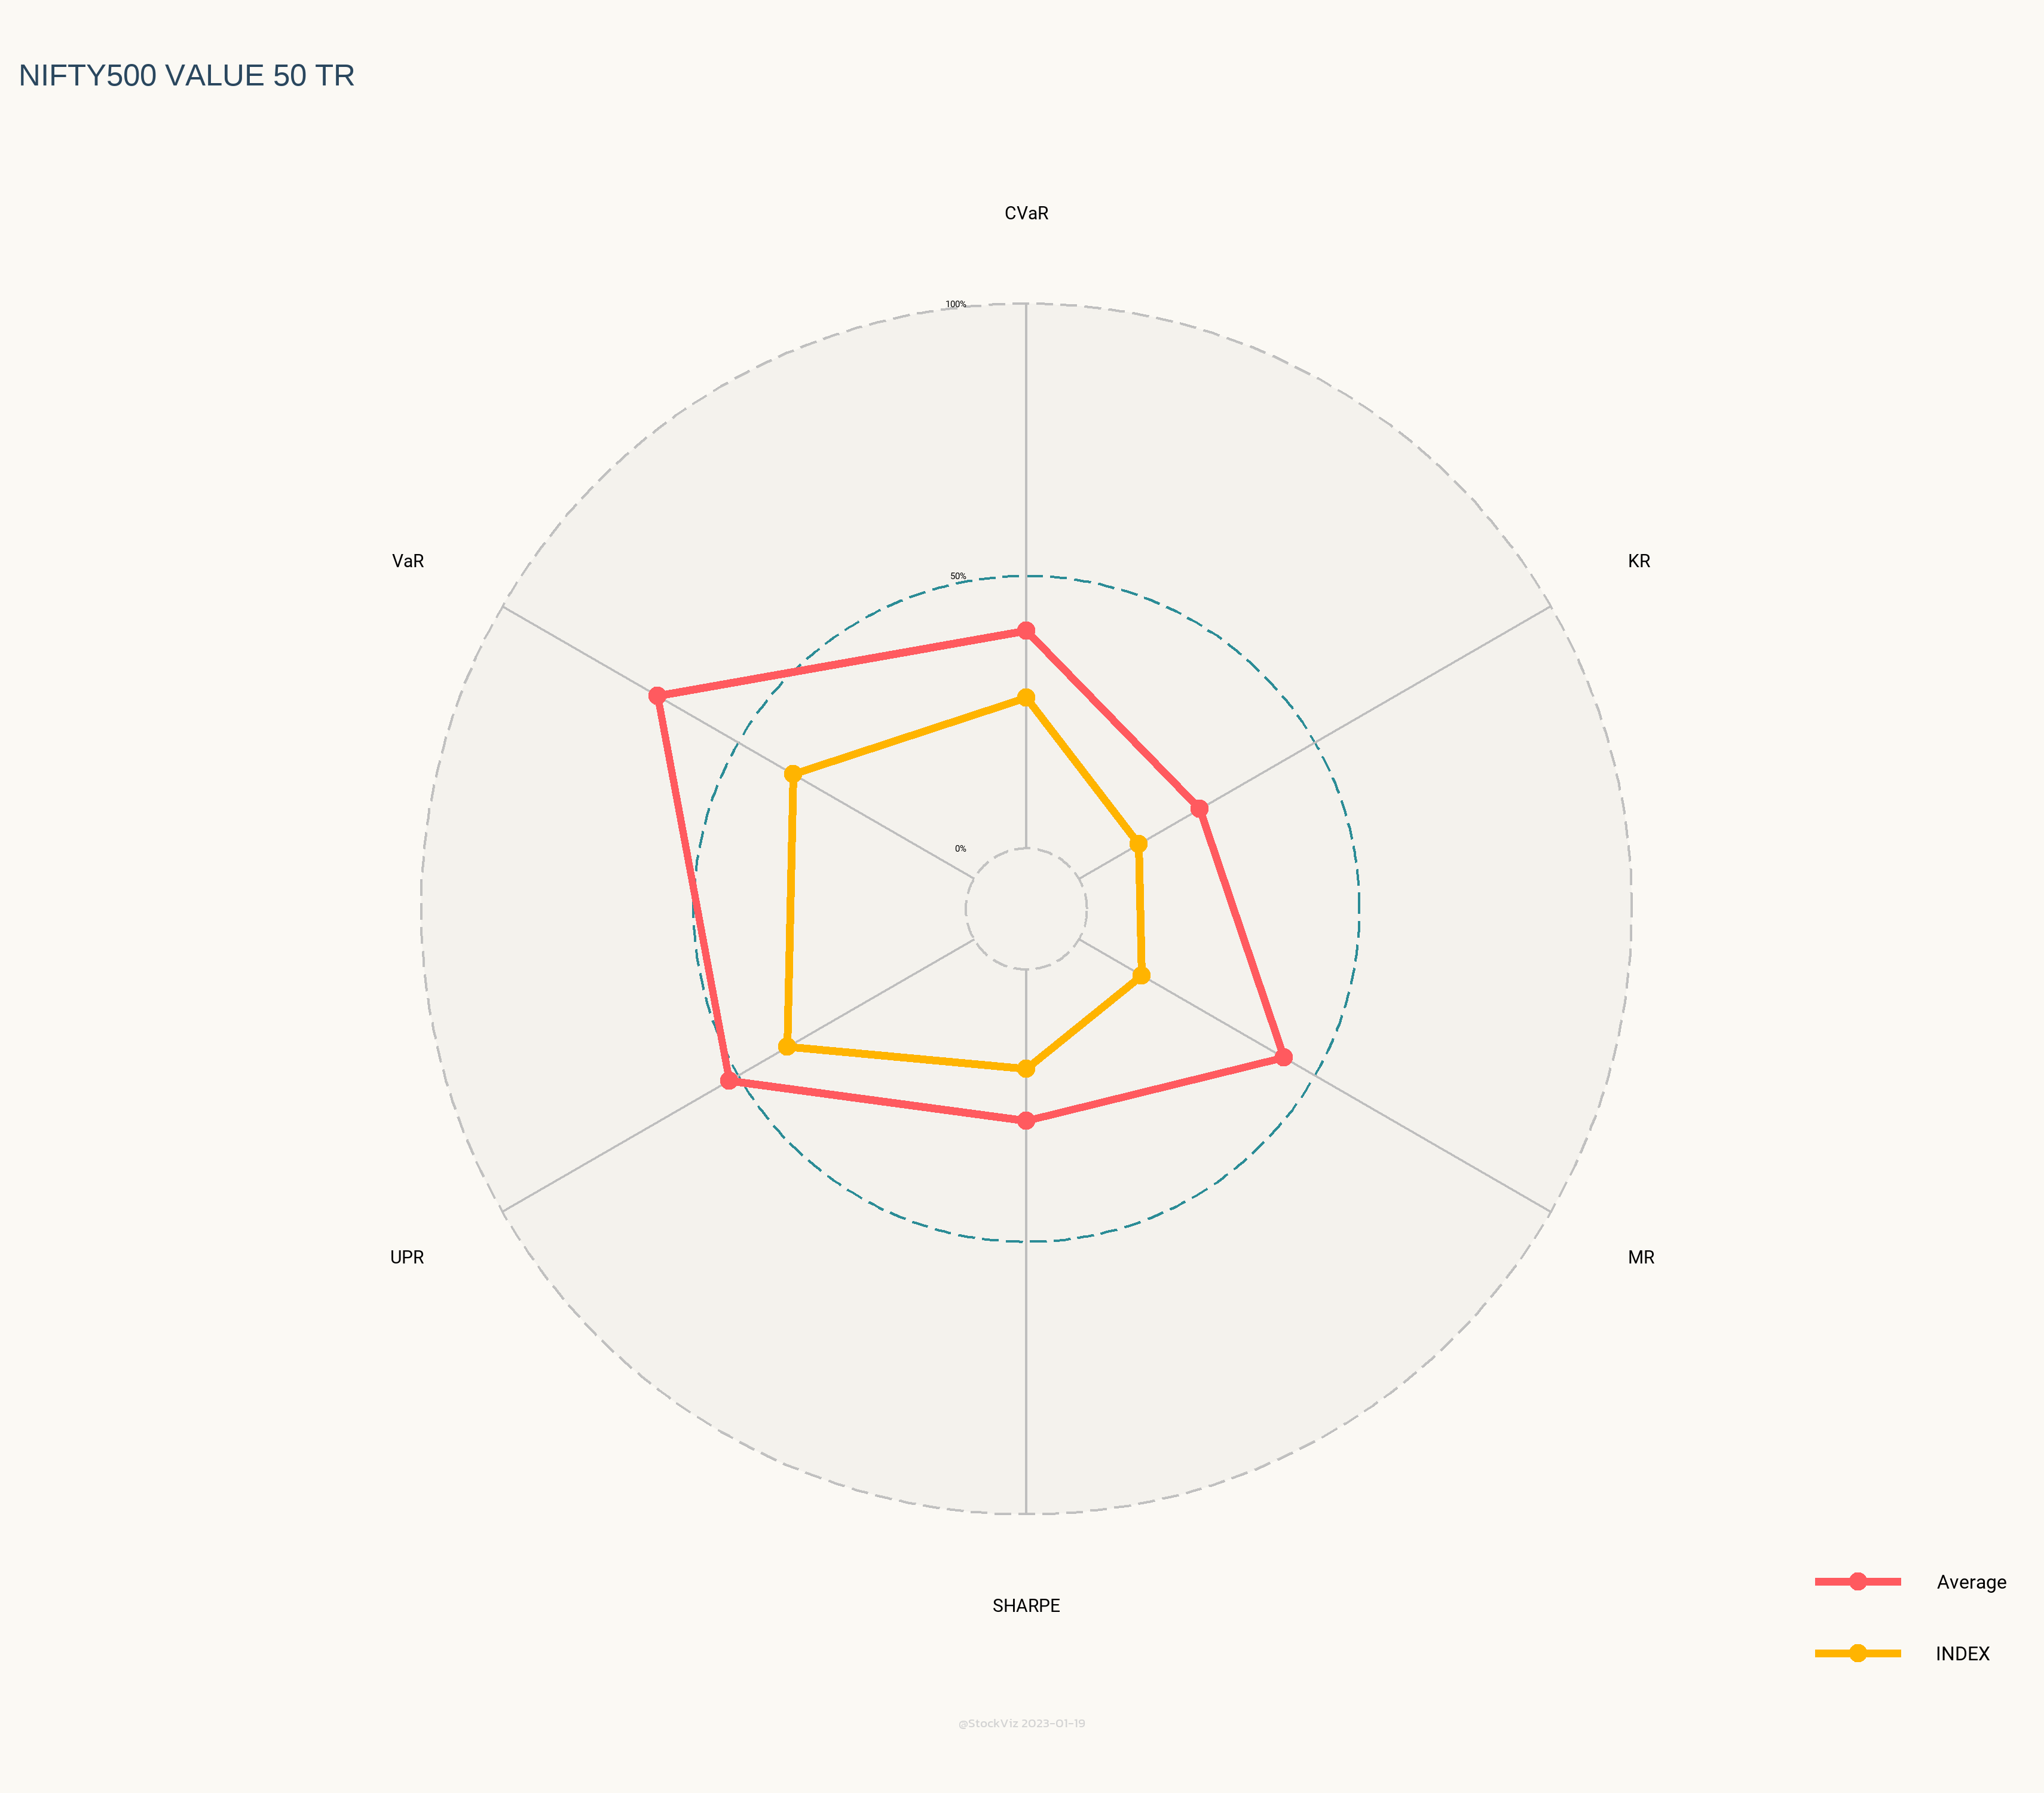 NIFTY500 VALUE 50 TR
CVaR
100%
VaR
KR
50%
0%
UPR
MR
SHARPE
Average
INDEX
@StockViz 2023-01-19